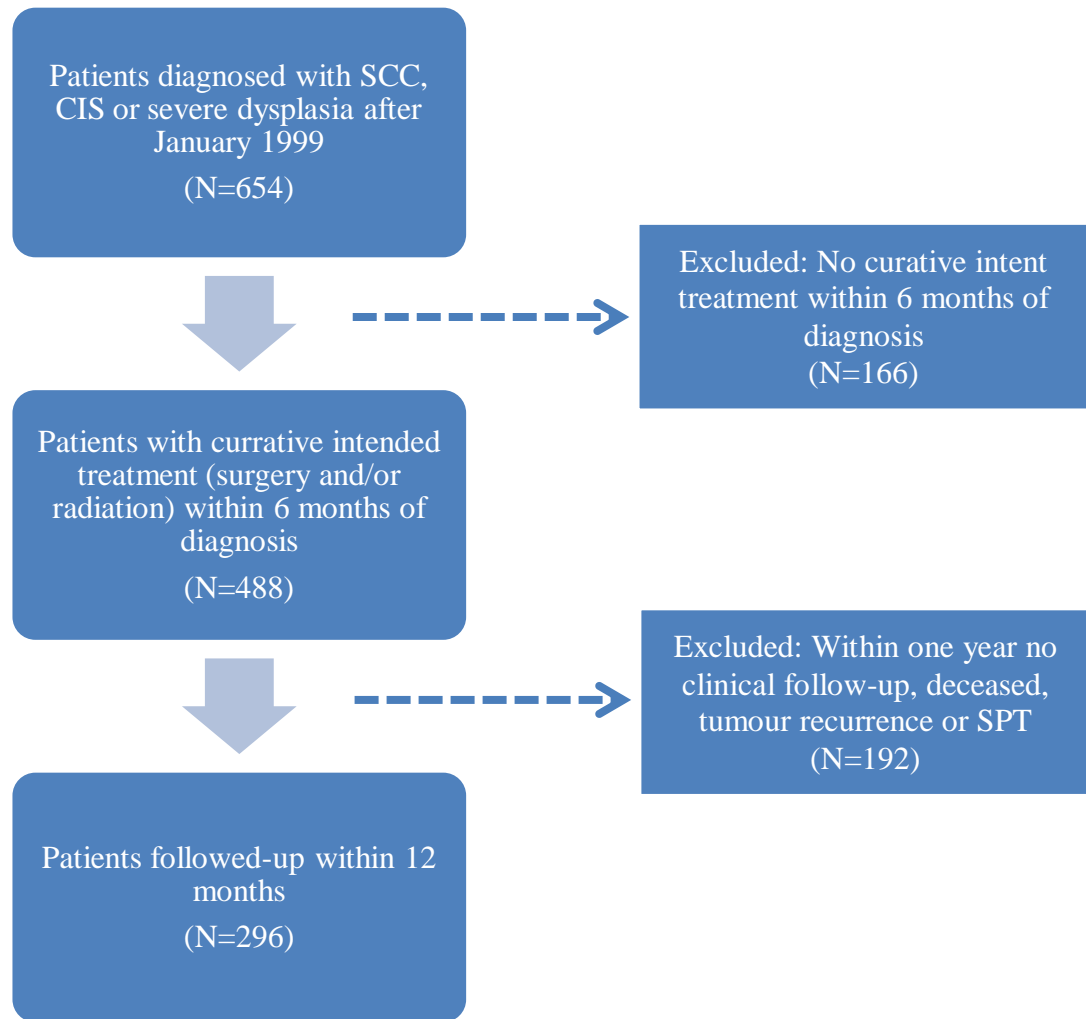 Patients diagnosed with SCC,
CIS or severe dysplasia after
January 1999
(N=654)
Excluded: No curative intent
treatment within 6 months of
diagnosis
(N=166)
Patients with currative intended
treatment (surgery and/or
radiation) within 6 months of
diagnosis
(N=488)
Excluded: Within one year no
clinical follow-up, deceased,
tumour recurrence or SPT
(N=192)
Patients followed-up within 12
months
(N=296)